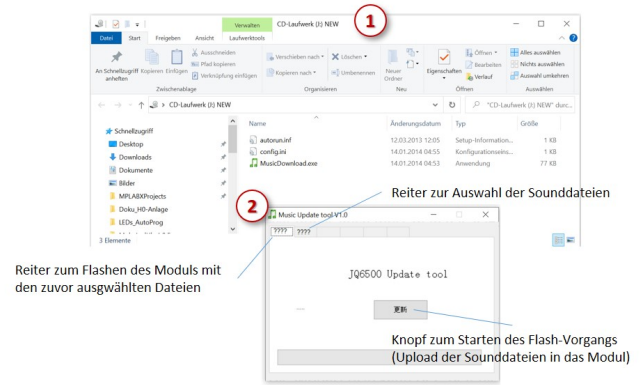 Verwalten
CD-Laufwerk (J:) NEW
1
Datei Start Freigeben Ansicht Laufwerktools
An Schnellzugriff anheften
Kopieren
Einfügen
Ausschneiden
Pfad kopieren
Verknüpfung einfügen
Zwischenablage
Verschieben nach
Kopieren nach
Löschen
Umbenennen
Organisieren
Neuer Ordner
Neu
Eigenschaften
Öffnen
Bearbeiten
Verlauf
Öffnen
Alles auswählen
Nichts auswählen
Auswahl umkehren
Auswählen
CD-Laufwerk (J:) NEW
"CD-Laufwerk (J:) NEW" durc...
Schnellzugriff
Desktop
Downloads
Dokumente
Bilder
MPLABXProjects
Doku_H0-Anlage
LEDs_AutoProg
Name Änderungsdatum Typ Größe
autorun.inf 12.03.2013 12:05 Setup-Information... 1 KB
config.ini 14.01.2014 04:55 Konfigurationseins... 1 KB
MusicDownload.exe 14.01.2014 04:53 Anwendung 77 KB
3 Elemente
Reiter zur Auswahl der Sounddateien
2
Music Update tool V1.0
???? ????
Reiter zum Flashen des Moduls mit
den zuvor ausgwählten Dateien
JQ6500 Update tool
更新
Knopf zum Starten des Flash-Vorgangs
(Upload der Sounddateien in das Modul)